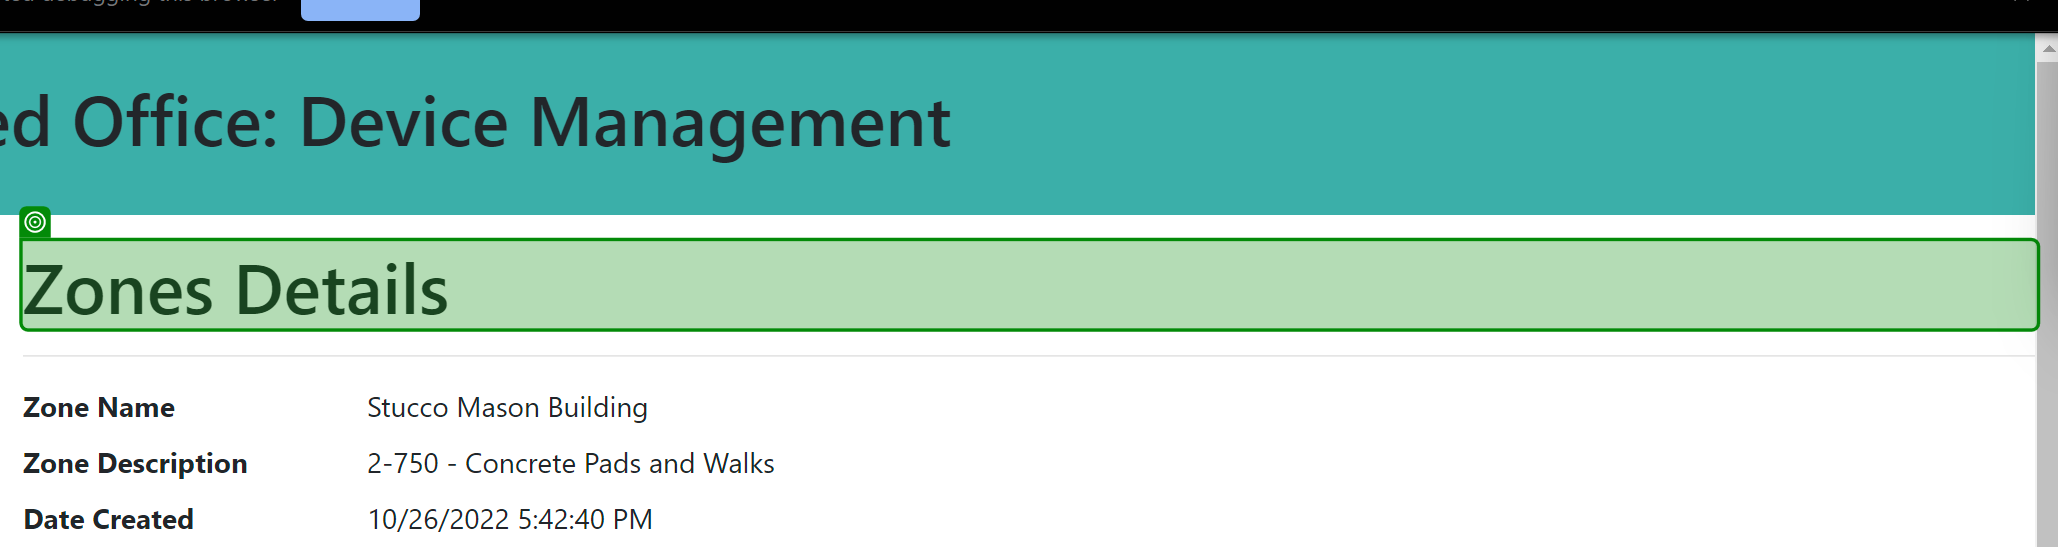 ed Office: Device Management
Zones Details
Zone Name Stucco Mason Building
Zone Description 2-750 - Concrete Pads and Walks
Date Created 10/26/2022 5:42:40 PM